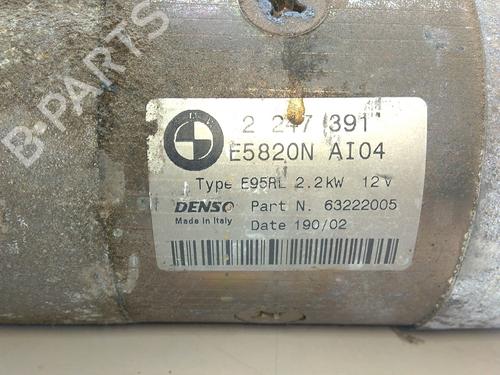 B-PARTS
2 247 391
E5820N AI04
Type E95RL 2.2kW 12V
DENSO Part N. 63222005
Made in Italy
Date 190/02